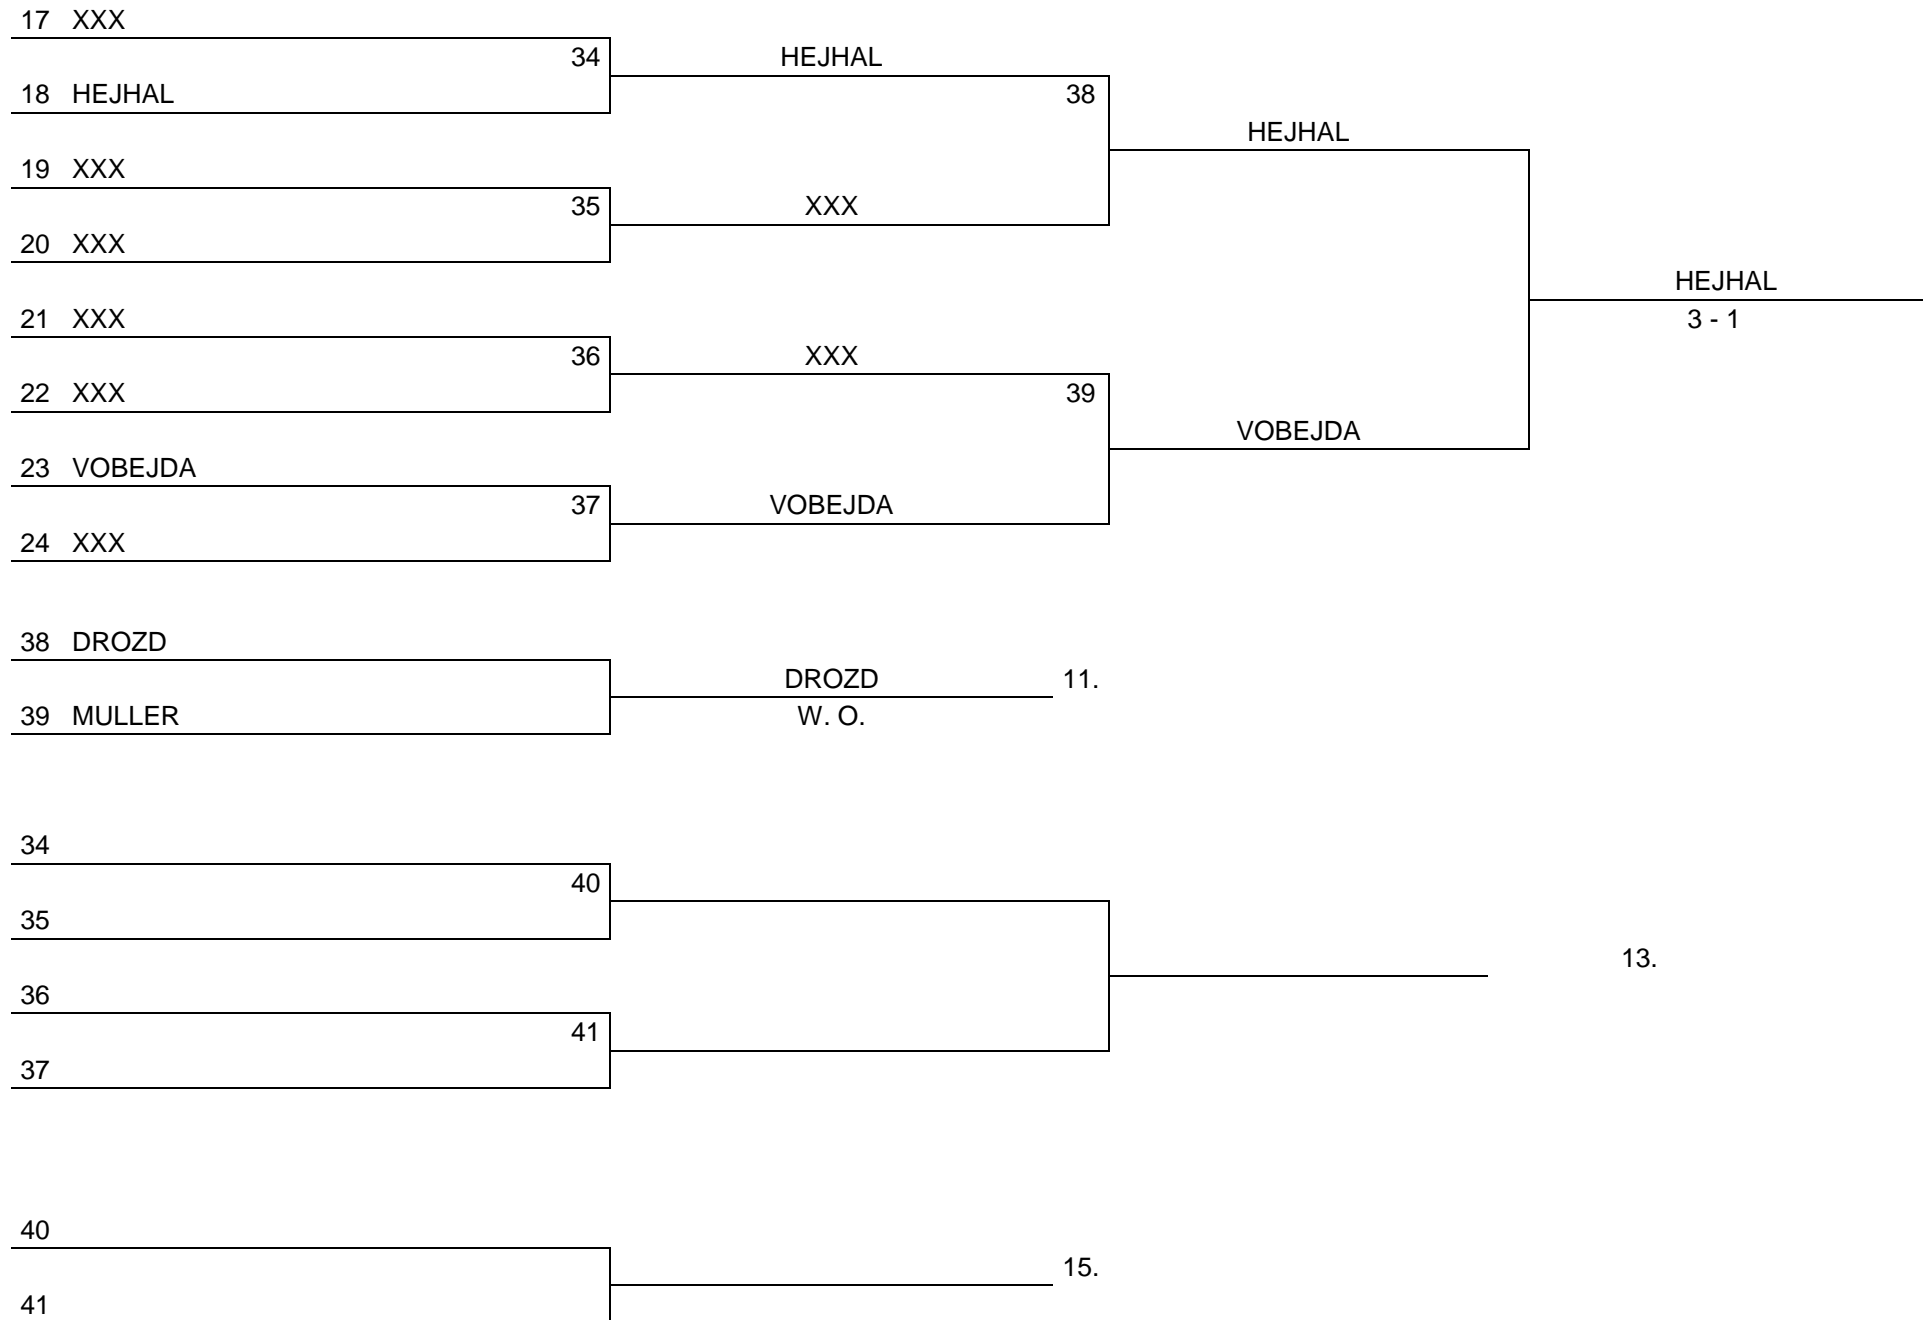 17 XXX
34 HEJHAL
18 HEJHAL 38
HEJHAL
19 XXX
35 XXX
20 XXX
HEJHAL
21 XXX 3 - 1
36 XXX
22 XXX 39
VOBEJDA
23 VOBEJDA
37 VOBEJDA
24 XXX
38 DROZD
DROZD 11.
39 MULLER W. O.
34
40
35
13.
36
41
37
40
15.
41